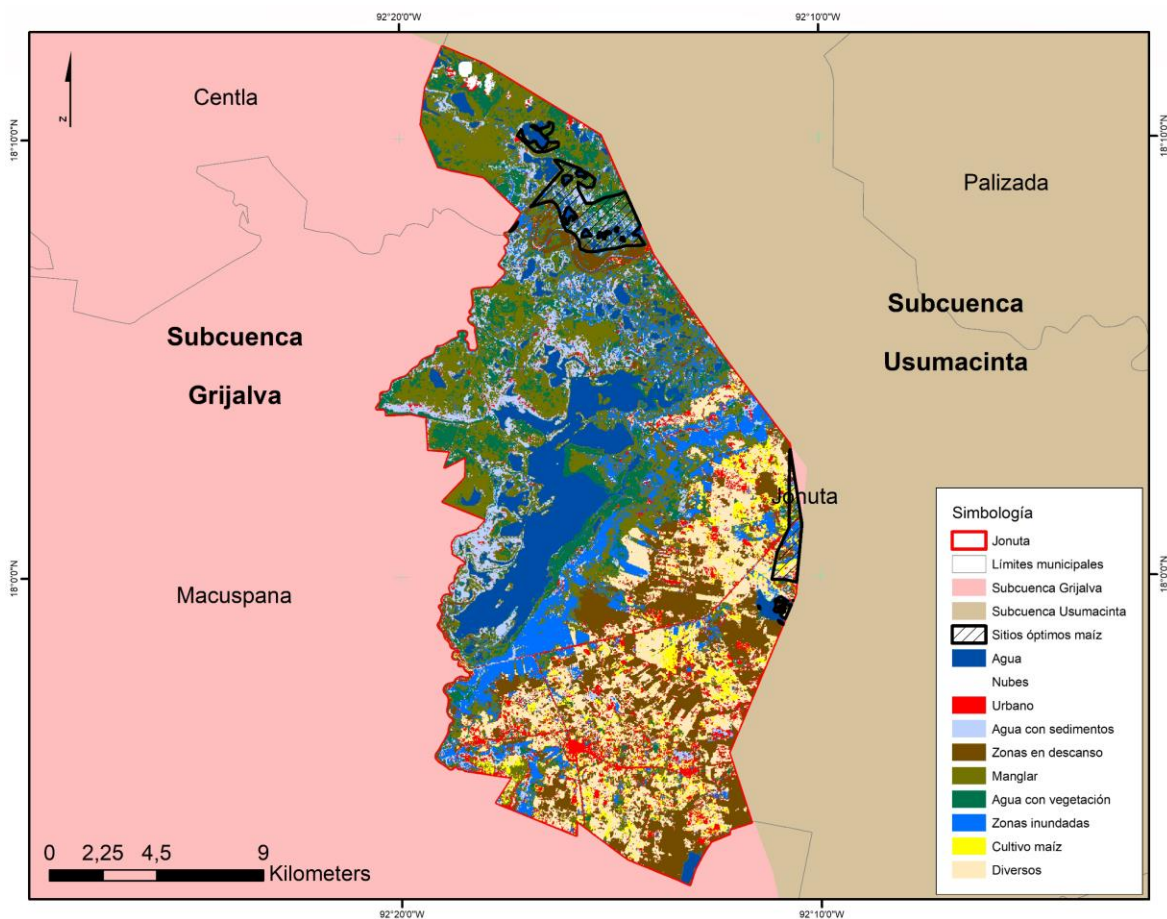 92°20'0"W
92°10'0"W
Centla
z
18°10'0"N
18°10'0"N
Palizada
Subcuenca
Grijalva
Subcuenca
Usumacinta
Jonuta
Macuspana
18°0'0"N
18°0'0"N
Simbología
Jonuta
Límites municipales
Subcuenca Grijalva
Subcuenca Usumacinta
Sitios óptimos maíz
Agua
Nubes
Urbano
Agua con sedimentos
Zonas en descanso
Manglar
Agua con vegetación
Zonas inundadas
Cultivo maíz
Diversos
0 2,25 4,5 9
Kilometers
92°20'0"W
92°10'0"W